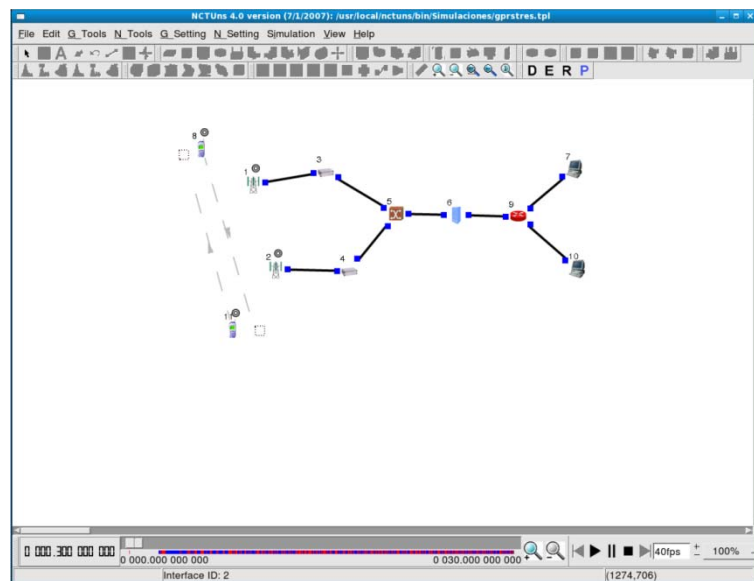 NCTUns 4.0 version (7/1/2007): /usr/local/nctuns/bin/Simulaciones/gprstres.tpl
File Edit G_Tools N_Tools G_Setting N_Setting Simulation View Help
D E R P
8
1
3
7
5
6
9
2
4
10
11
0 000.300 000 000
0 000.000 000 000
0 030.000 000 000
40fps
100%
Interface ID: 2
(1274,706)